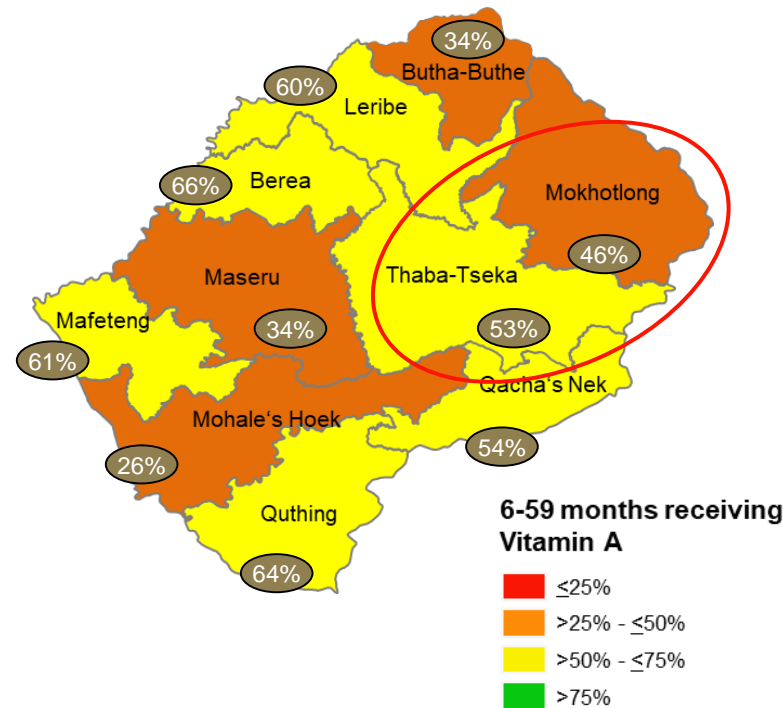 34%
Butha-Buthe
60%
Leribe
66%
Berea
Mokhotlong
46%
Maseru
Thaba-Tseka
Mafeteng
34%
53%
61%
Qacha's Nek
Mohale‘s Hoek
54%
26%
Quthing
64%
6-59 months receiving
Vitamin A
≤25%
>25% - ≤50%
>50% - ≤75%
>75%